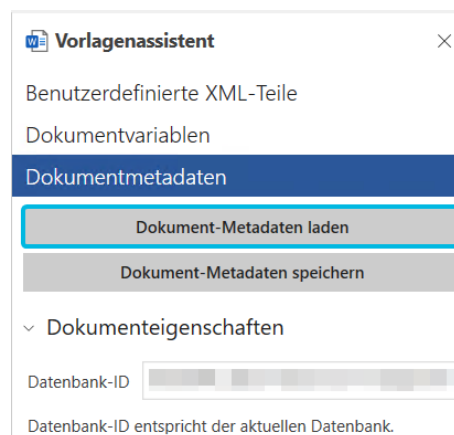 Vorlagenassistent
Benutzerdefinierte XML-Teile
Dokumentvariablen
Dokumentmetadaten
Dokument-Metadaten laden
Dokument-Metadaten speichern
Dokumenteigenschaften
Datenbank-ID
Datenbank-ID entspricht der aktuellen Datenbank.